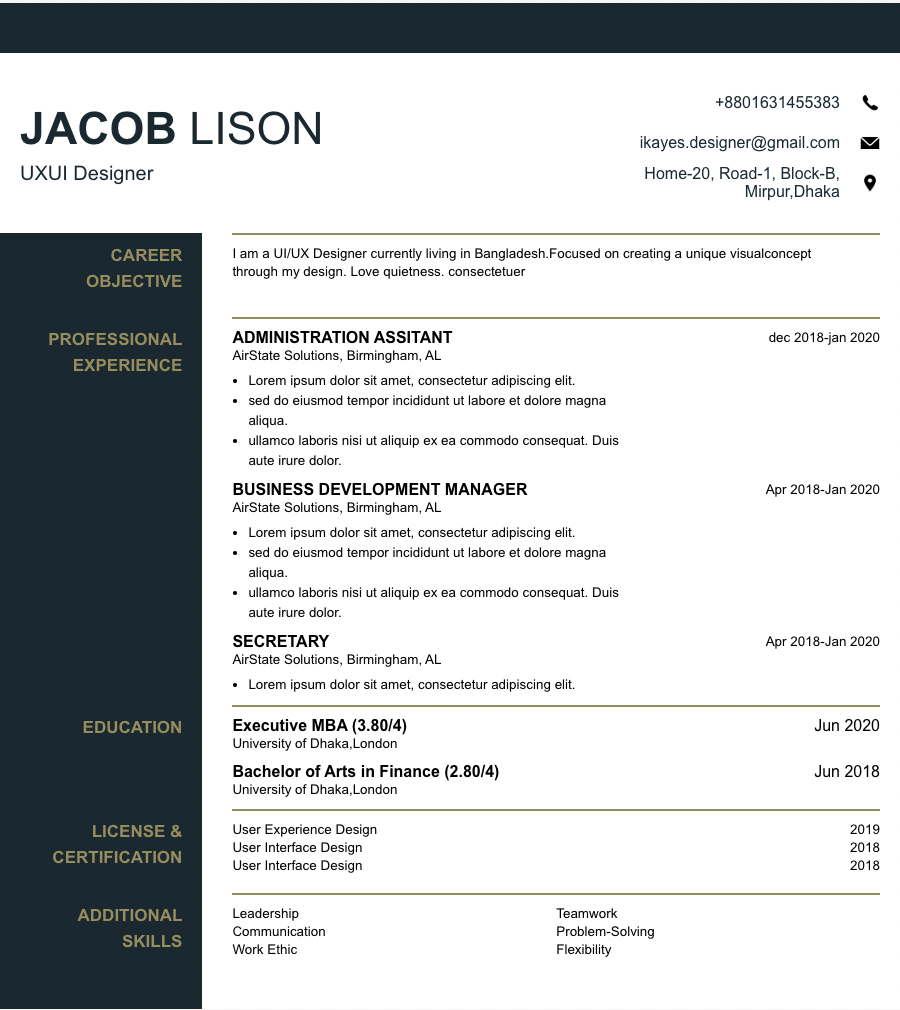 JACOB LISON
UXUI Designer
+8801631455383
ikayes.designer@gmail.com
Home-20, Road-1, Block-B,
Mirpur,Dhaka
CAREER
OBJECTIVE
I am a UI/UX Designer currently living in Bangladesh.Focused on creating a unique visualconcept
through my design. Love quietness. consectetuer
PROFESSIONAL
EXPERIENCE
ADMINISTRATION ASSITANT dec 2018-jan 2020
AirState Solutions, Birmingham, AL
• Lorem ipsum dolor sit amet, consectetur adipiscing elit.
• sed do eiusmod tempor incididunt ut labore et dolore magna
aliqua.
• ullamco laboris nisi ut aliquip ex ea commodo consequat. Duis
aute irure dolor.
BUSINESS DEVELOPMENT MANAGER Apr 2018-Jan 2020
AirState Solutions, Birmingham, AL
• Lorem ipsum dolor sit amet, consectetur adipiscing elit.
• sed do eiusmod tempor incididunt ut labore et dolore magna
aliqua.
• ullamco laboris nisi ut aliquip ex ea commodo consequat. Duis
aute irure dolor.
SECRETARY Apr 2018-Jan 2020
AirState Solutions, Birmingham, AL
• Lorem ipsum dolor sit amet, consectetur adipiscing elit.
EDUCATION
Executive MBA (3.80/4) Jun 2020
University of Dhaka,London
Bachelor of Arts in Finance (2.80/4) Jun 2018
University of Dhaka,London
LICENSE &
CERTIFICATION
User Experience Design 2019
User Interface Design 2018
User Interface Design 2018
ADDITIONAL
SKILLS
Leadership Teamwork
Communication Problem-Solving
Work Ethic Flexibility